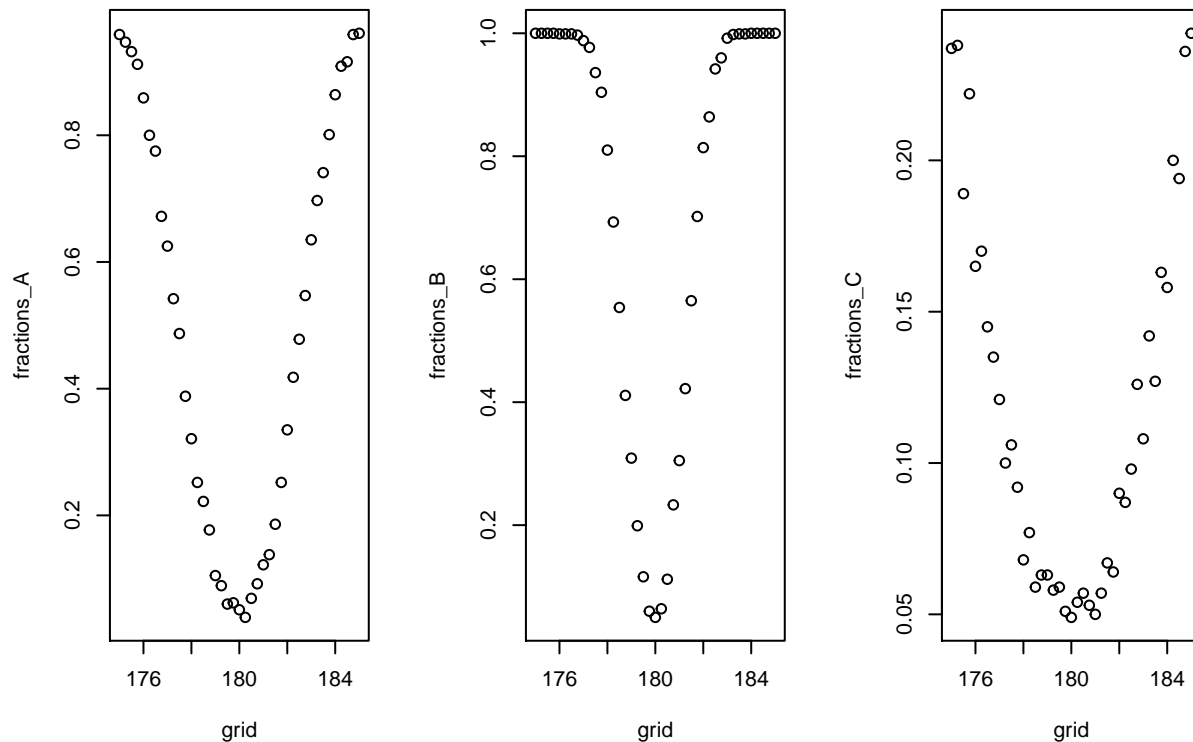 fractions_A
0.2 0.4 0.6 0.8
176 180 184
grid
fractions_B
0.2 0.4 0.6 0.8 1.0
176 180 184
grid
fractions_C
0.05 0.10 0.15 0.20
176 180 184
grid